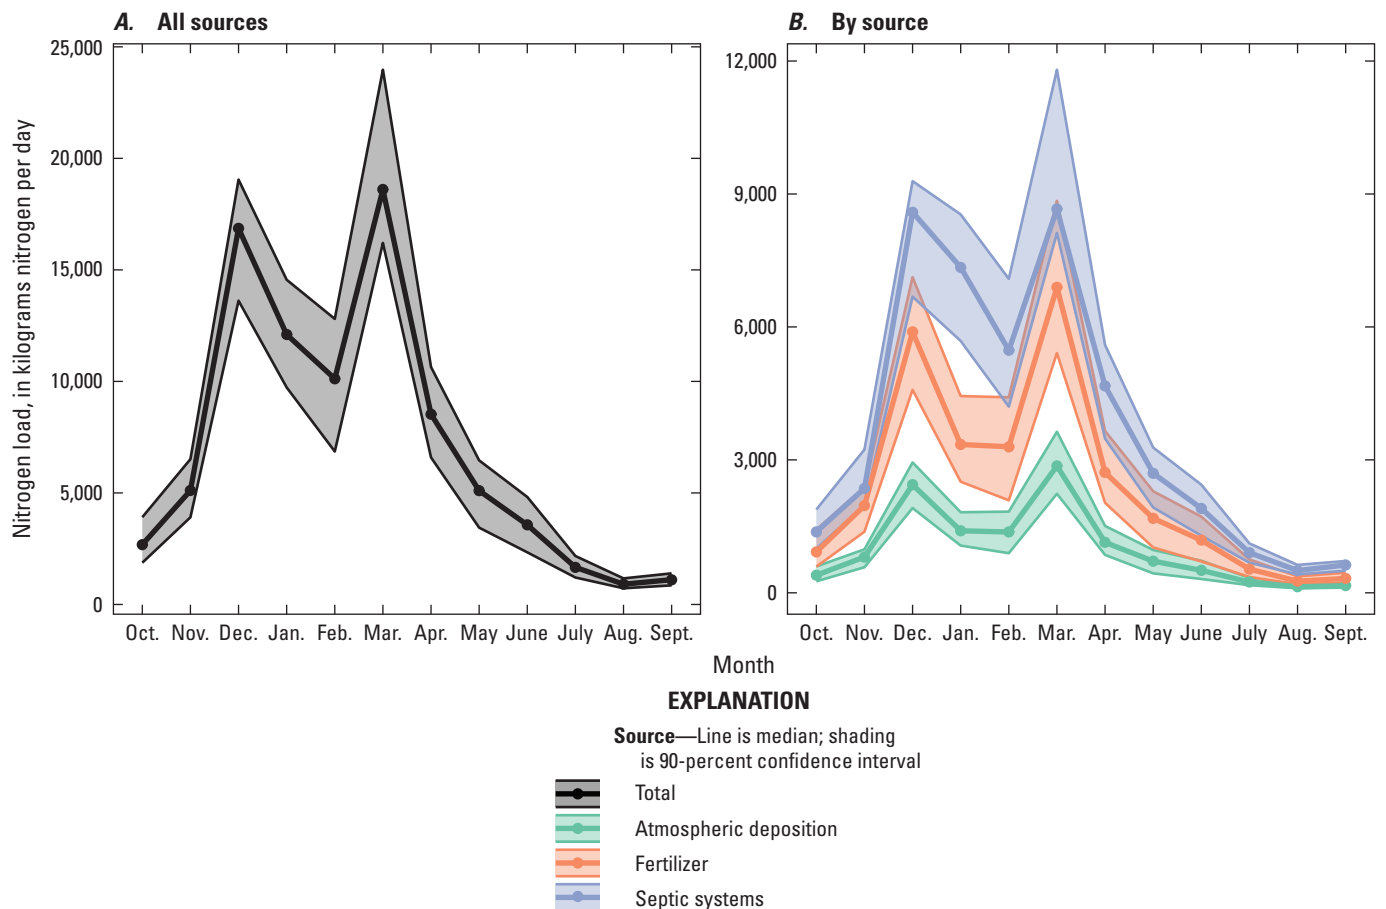 A. All sources
B. By source
Nitrogen load, in kilograms nitrogen per day
25,000
20,000
15,000
10,000
5,000
0
12,000
9,000
6,000
3,000
0
Oct. Nov. Dec. Jan. Feb. Mar. Apr. May June July Aug. Sept.
Oct. Nov. Dec. Jan. Feb. Mar. Apr. May June July Aug. Sept.
Month
EXPLANATION
Source—Line is median; shading
is 90-percent confidence interval
Total
Atmospheric deposition
Fertilizer
Septic systems